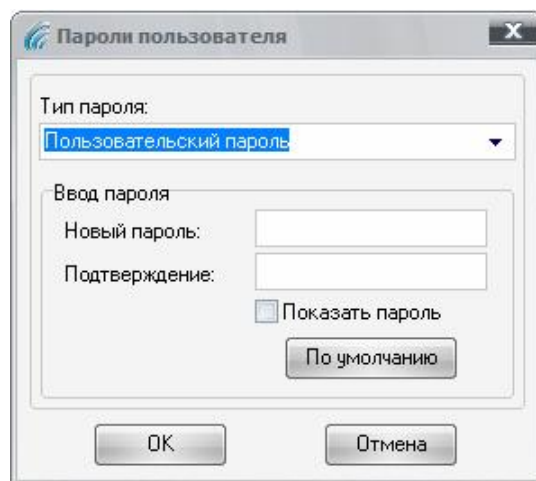 Пароли пользователя
Тип пароля:
Пользовательский пароль
Ввод пароля
Новый пароль:
Подтверждение:
Показать пароль
По умолчанию
OK
Отмена